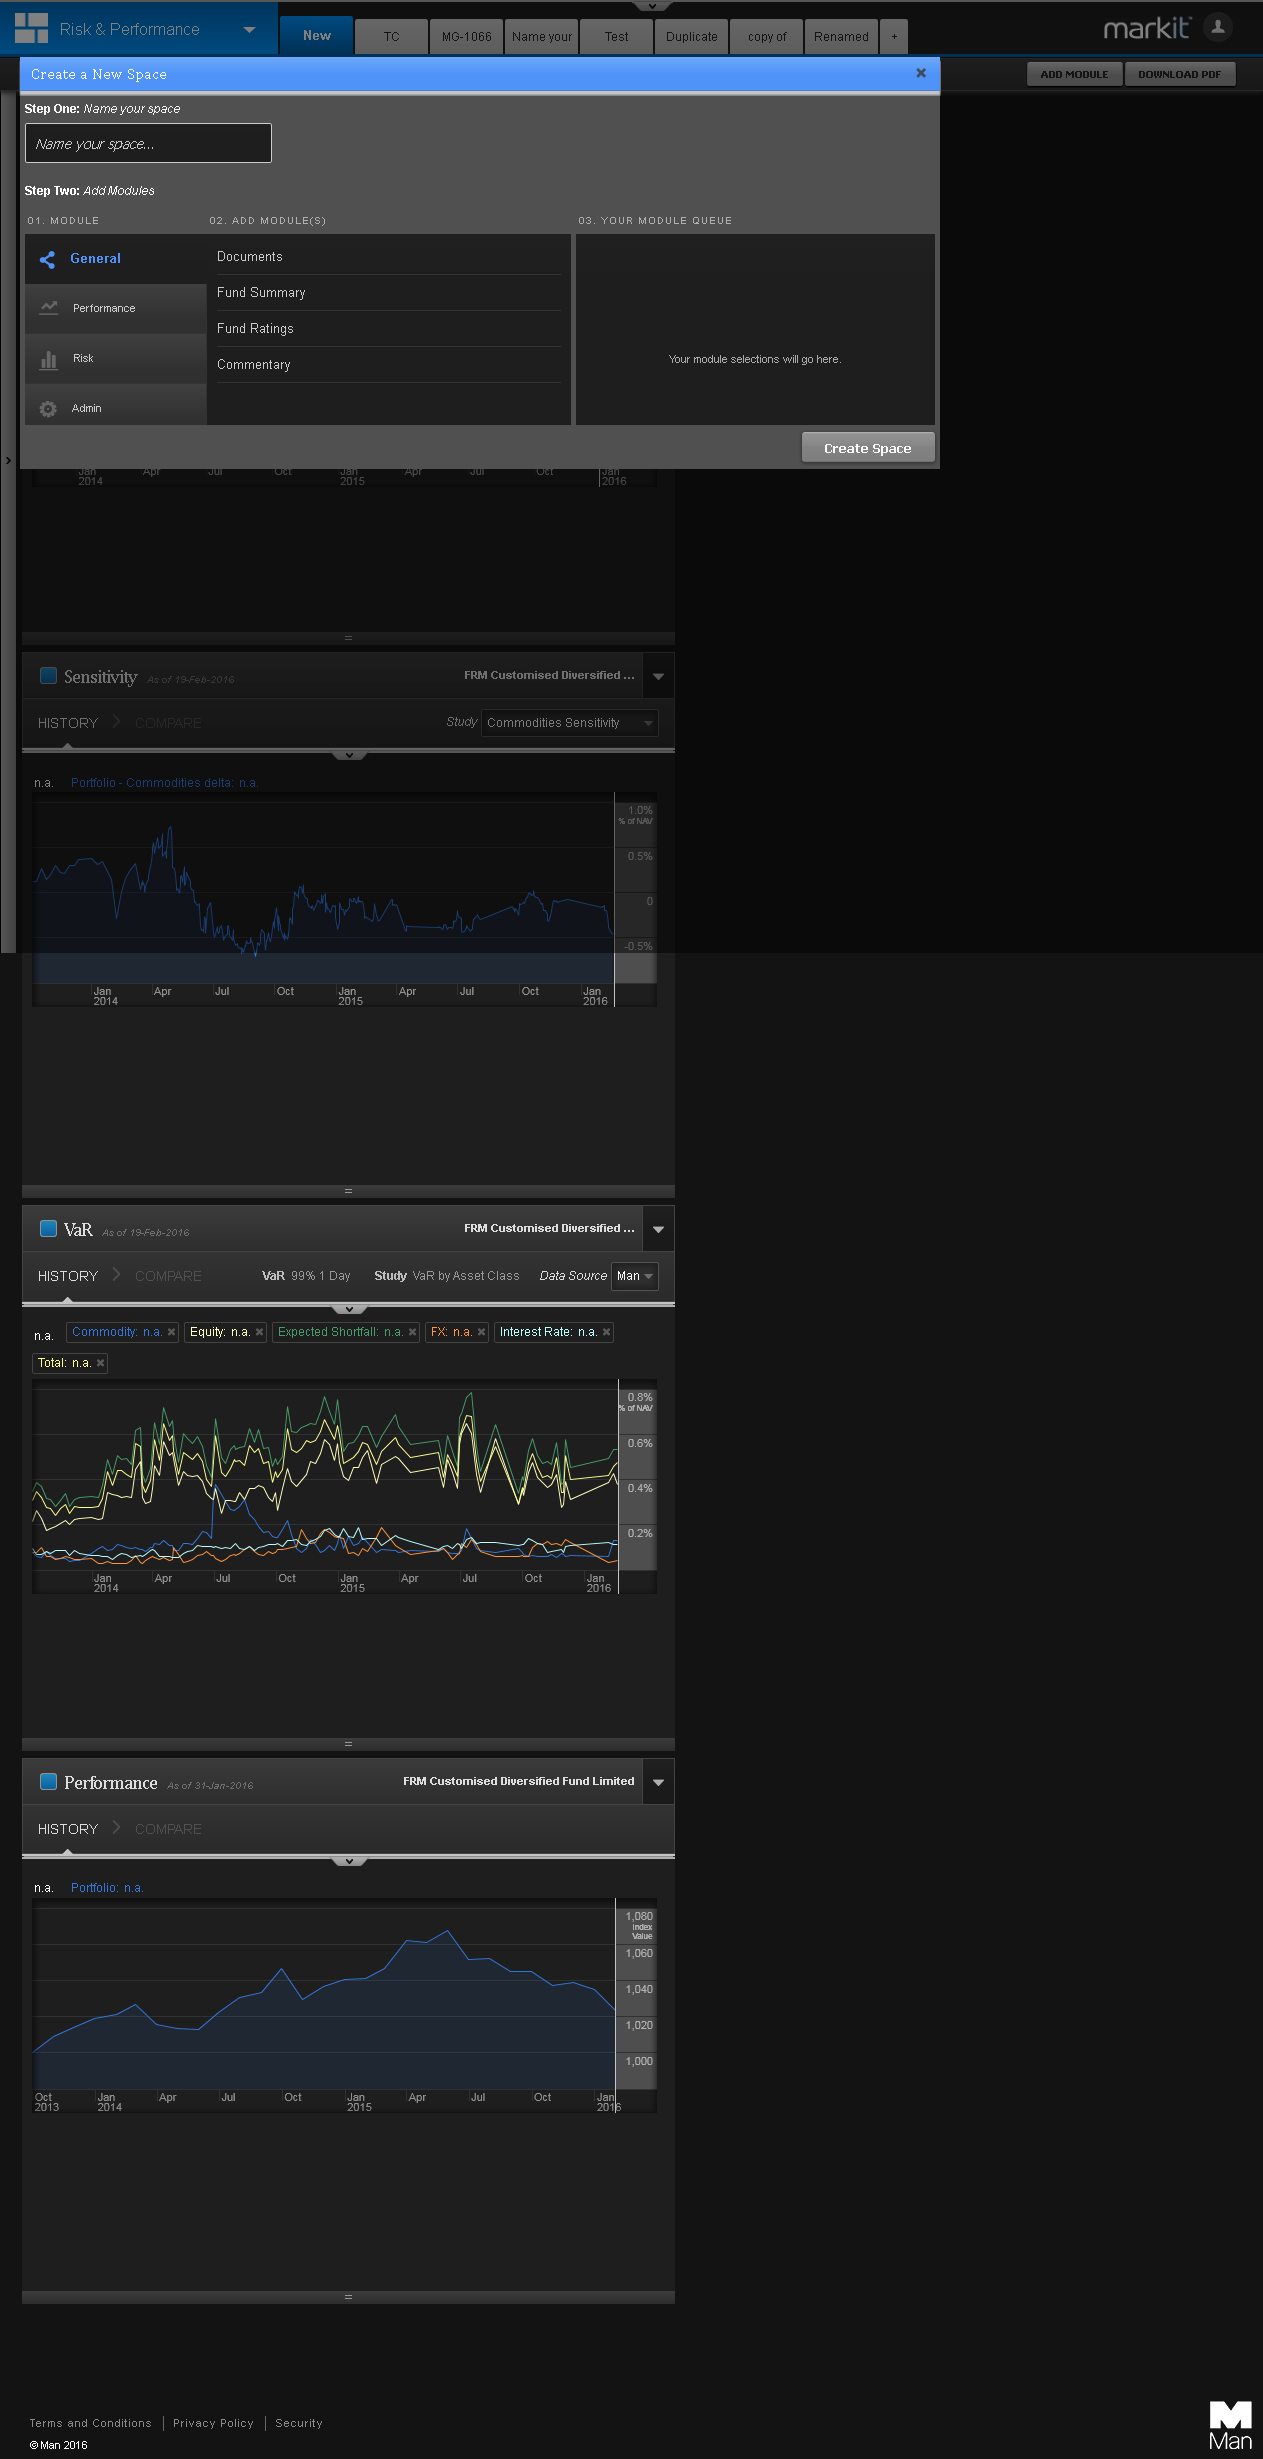 Risk & Performance
New
TC
MG-1066
Name your
Test
Duplicate
copy of
Renamed
+
markit
Create a New Space
ADD MODULE
DOWNLOAD PDF
Step One: Name your space
Name your space...
Step Two: Add Modules
01. MODULE
02. ADD MODULE(S)
03. YOUR MODULE QUEUE
General
Performance
Risk
Admin
Documents
Fund Summary
Fund Ratings
Commentary
Your module selections will go here.
Create Space
Jan 2014
Apr
Jul
Oct
Jan 2015
Apr
Jul
Oct
Jan 2016
Sensitivity As of 19-Feb-2016
FRM Customised Diversified ...
HISTORY
COMPARE
Study
Commodities Sensitivity
n.a.
Portfolio - Commodities delta: n.a.
1.0%
% of NAV
0.5%
0
-0.5%
Jan 2014
Apr
Jul
Oct
Jan 2015
Apr
Jul
Oct
Jan 2016
VaR As of 19-Feb-2016
FRM Customised Diversified ...
HISTORY
COMPARE
VaR 99% 1 Day
Study VaR by Asset Class
Data Source
Man
n.a.
Commodity: n.a.
Equity: n.a.
Expected Shortfall: n.a.
FX: n.a.
Interest Rate: n.a.
Total: n.a.
0.8%
% of NAV
0.6%
0.4%
0.2%
Jan 2014
Apr
Jul
Oct
Jan 2015
Apr
Jul
Oct
Jan 2016
Performance As of 31-Jan-2016
FRM Customised Diversified Fund Limited
HISTORY
COMPARE
n.a.
Portfolio: n.a.
1,080
Index Value
1,060
1,040
1,020
1,000
Oct 2013
Jan 2014
Apr
Jul
Oct
Jan 2015
Apr
Jul
Oct
Jan 2016
Terms and Conditions
Privacy Policy
Security
© Man 2016
Man